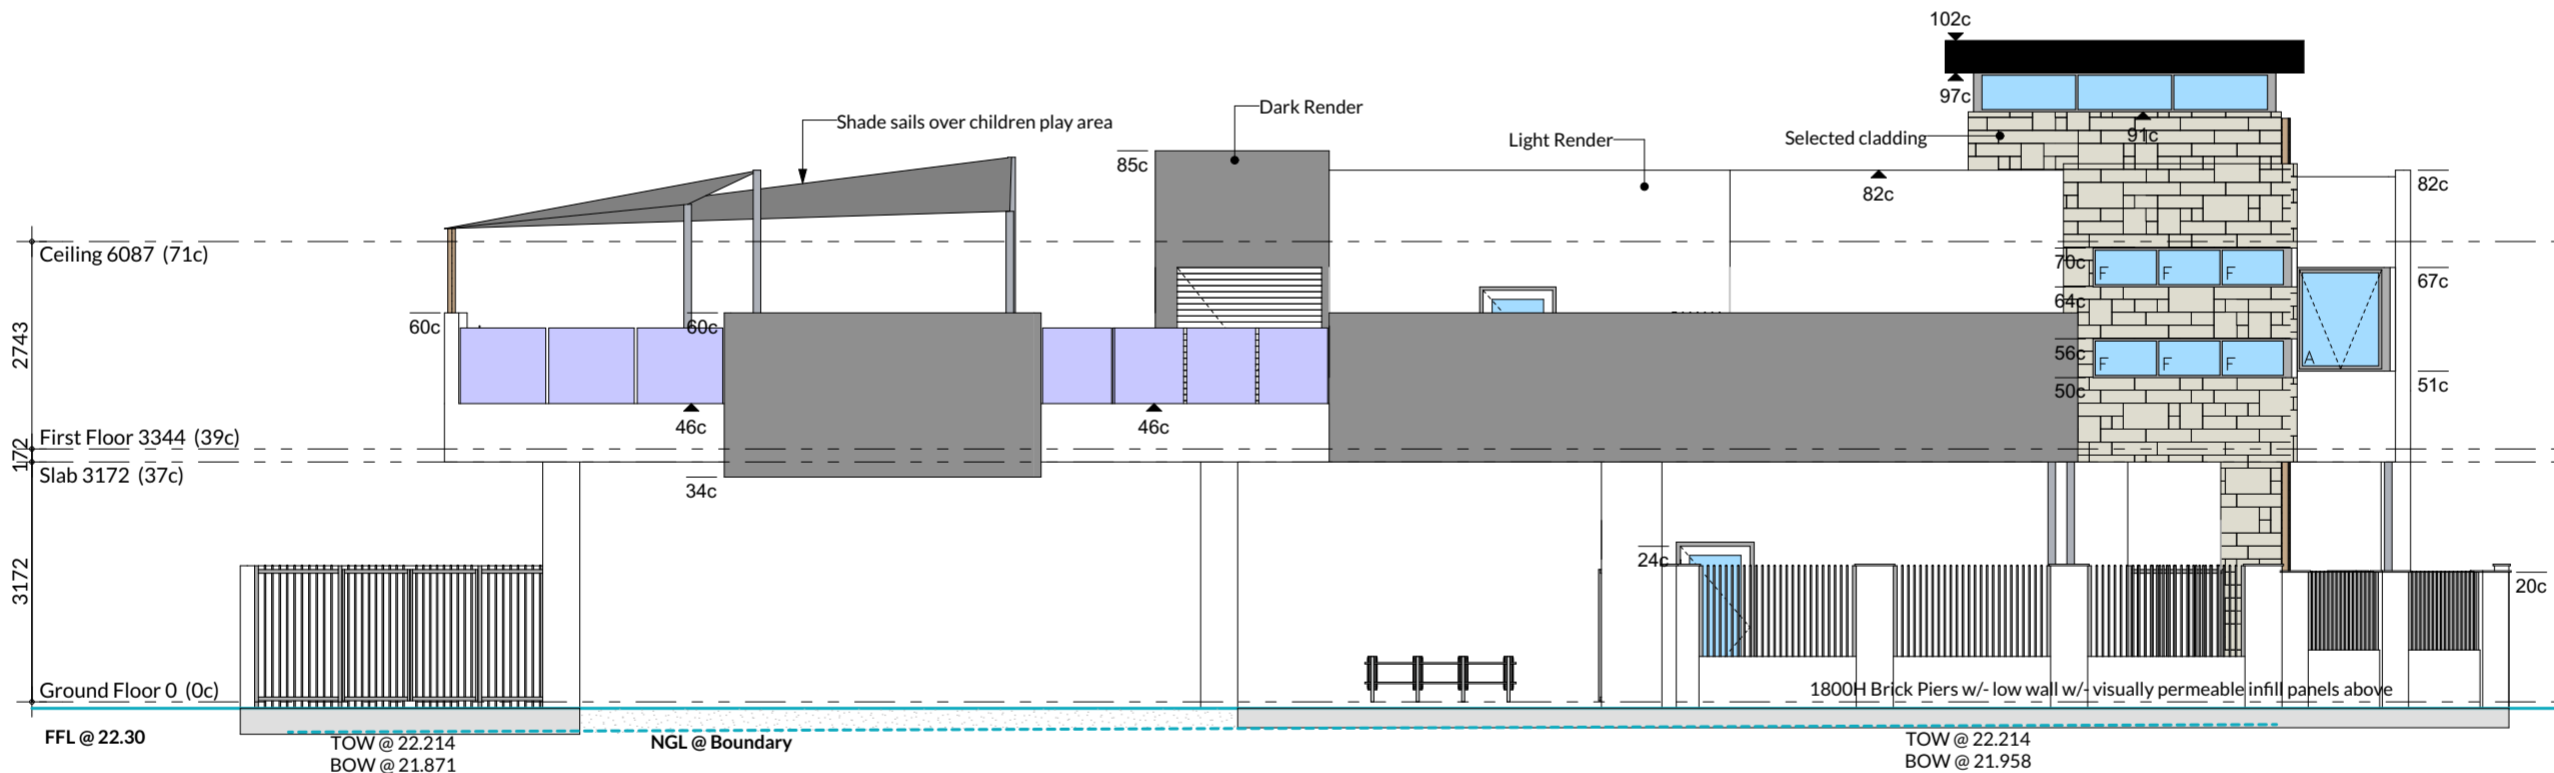 102c
97c
Dark Render
Shade sails over children play area
Light Render
Selected cladding
91c
85c
82c
82c
Ceiling 6087 (71c)
70c
F F F
67c
64c
60c
60c
2743
56c
F F F
A
50c
51c
46c
46c
First Floor 3344 (39c)
172
Slab 3172 (37c)
34c
24c
20c
3172
Ground Floor 0 (0c)
1800H Brick Piers w/- low wall w/- visually permeable infill panels above
FFL @ 22.30
TOW @ 22.214
BOW @ 21.871
NGL @ Boundary
TOW @ 22.214
BOW @ 21.958